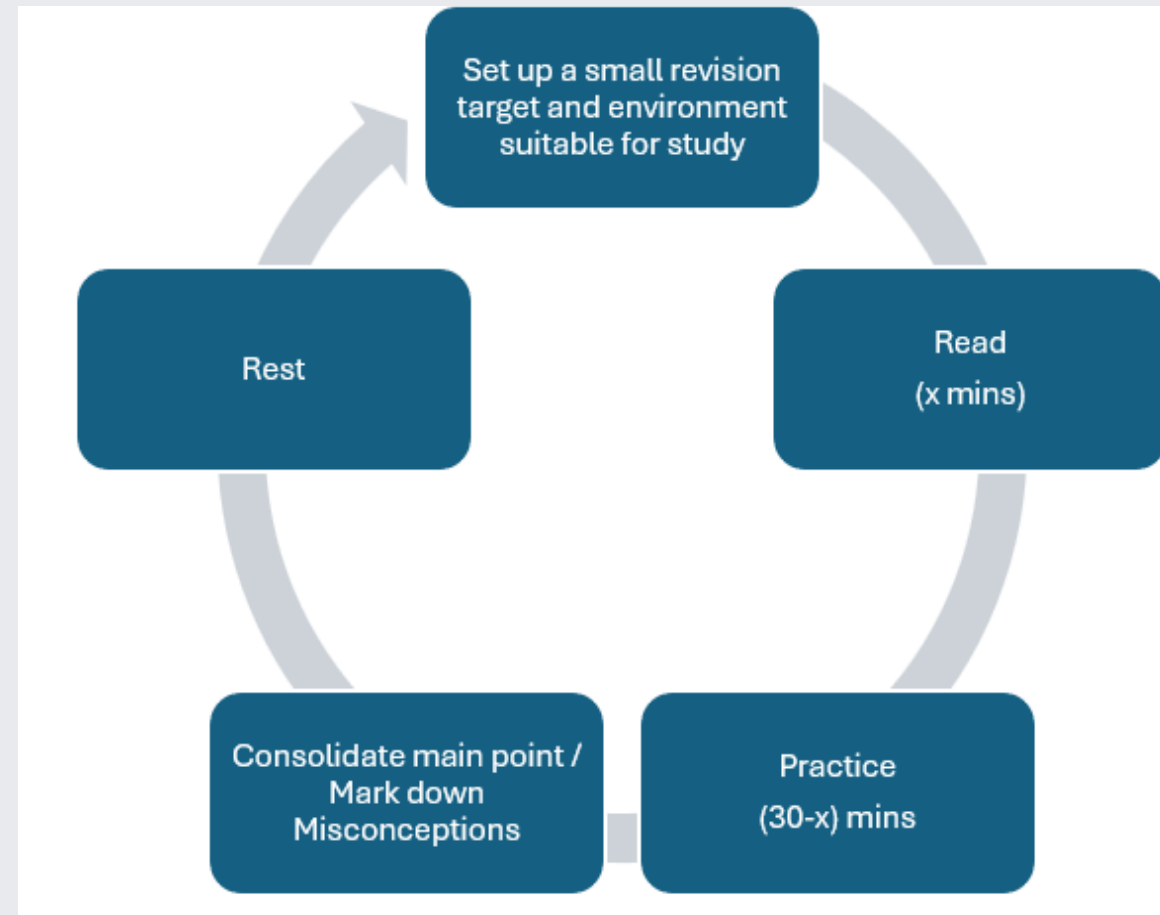 Set up a small revision
target and environment
suitable for study
Read
(x mins)
Practice
(30-x) mins
Consolidate main point /
Mark down
Misconceptions
Rest